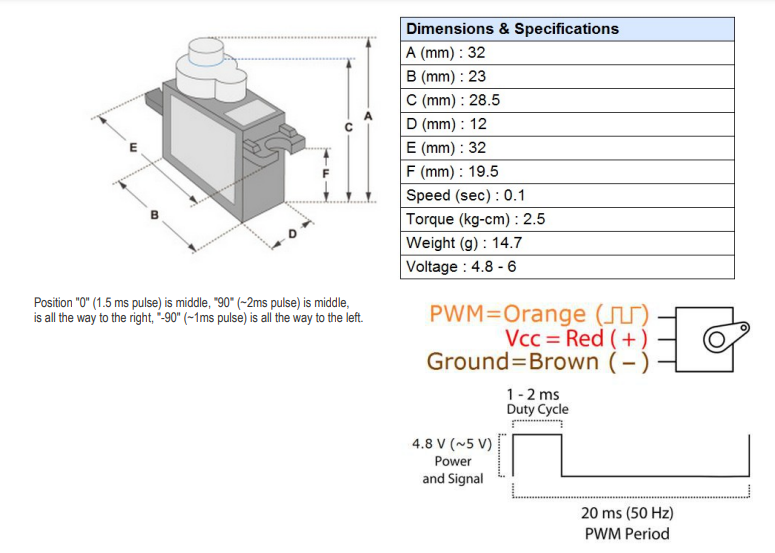 A
C
E
F
B
D
Dimensions & Specifications
A (mm) : 32
B (mm) : 23
C (mm) : 28.5
D (mm) : 12
E (mm) : 32
F (mm) : 19.5
Speed (sec) : 0.1
Torque (kg-cm) : 2.5
Weight (g) : 14.7
Voltage : 4.8 - 6
Position "0" (1.5 ms pulse) is middle, "90" (~2ms pulse) is middle,
is all the way to the right, "-90" (~1ms pulse) is all the way to the left.
PWM=Orange ( )
Vcc = Red ( + )
Ground=Brown ( − )
1 - 2 ms
Duty Cycle
4.8 V (~5 V)
Power
and Signal
20 ms (50 Hz)
PWM Period